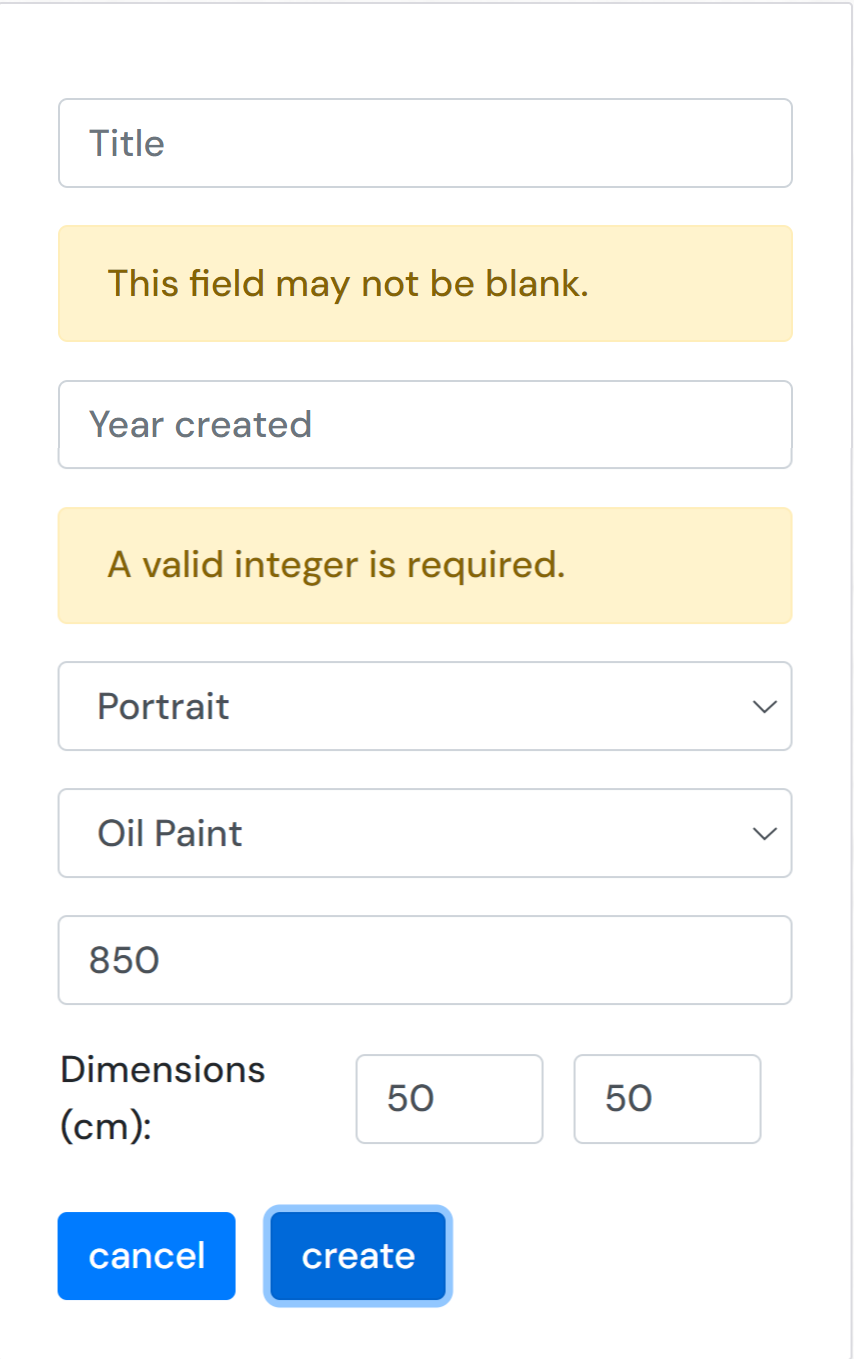 Title
This field may not be blank.
Year created
A valid integer is required.
Portrait
Oil Paint
850
Dimensions
(cm):
50 50
cancel create